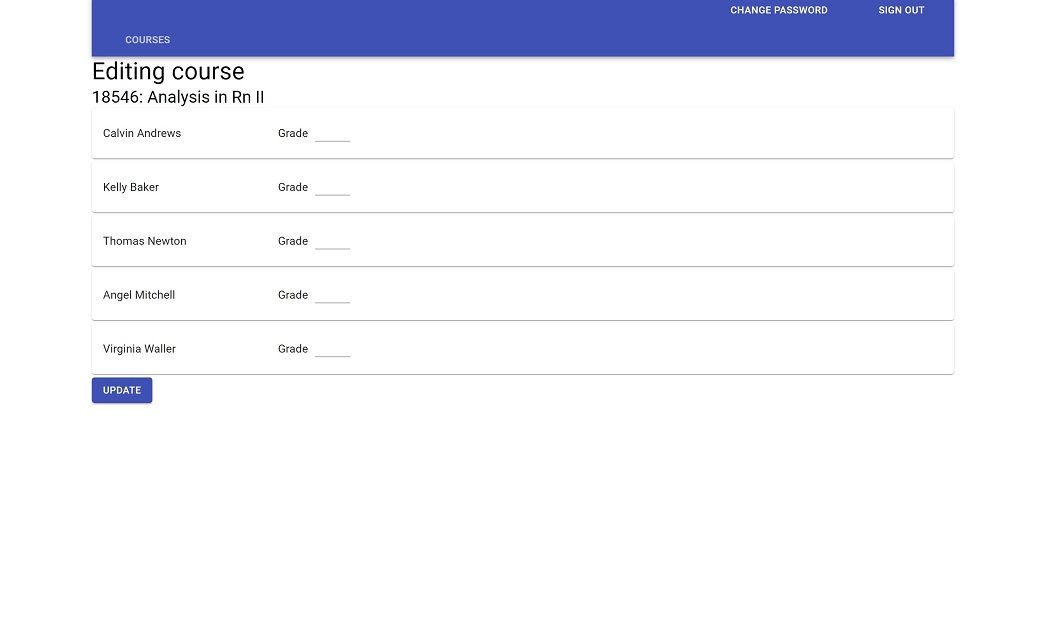 CHANGE PASSWORD SIGN OUT
COURSES
Editing course
18546: Analysis in Rn II
Calvin Andrews Grade
Kelly Baker Grade
Thomas Newton Grade
Angel Mitchell Grade
Virginia Waller Grade
UPDATE